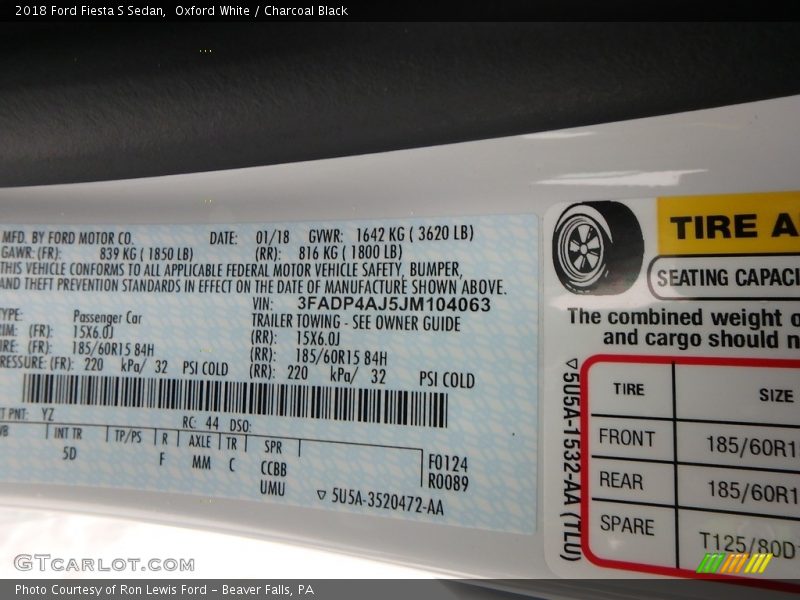 2018 Ford Fiesta S Sedan,  Oxford White / Charcoal Black
MFD. BY FORD MOTOR CO. DATE: 01/18 GVWR: 1642 KG ( 3620 LB)
GAWR: (FR): 839 KG ( 1850 LB) (RR): 816 KG ( 1800 LB)
THIS VEHICLE CONFORMS TO ALL APPLICABLE FEDERAL MOTOR VEHICLE SAFETY, BUMPER,
AND THEFT PREVENTION STANDARDS IN EFFECT ON THE DATE OF MANUFACTURE SHOWN ABOVE.
VIN: 3FADP4AJ5JM104063
TYPE: Passenger Car TRAILER TOWING - SEE OWNER GUIDE
RIM: (FR): 15X6.0J (RR): 15X6.0J
IRE: (FR): 185/60R15 84H (RR): 185/60R15 84H
RESSURE: (FR): 220 kPa/ 32 PSI COLD (RR): 220 kPa/ 32 PSI COLD
T PNT: YZ RC: 44 DSO:
WB INT TR TP/PS R AXLE TR SPR
5D F MM C CCBB
UMU
F0124
R0089
▽ 5U5A-3520472-AA
TIRE A
SEATING CAPACI
The combined weight o
and cargo should n
▽5U5A-1532-AA (TL0)
TIRE SIZE
FRONT 185/60R1
REAR 185/60R1
SPARE T125/80D
GTCARLOT.COM
Photo Courtesy of Ron Lewis Ford - Beaver Falls, PA